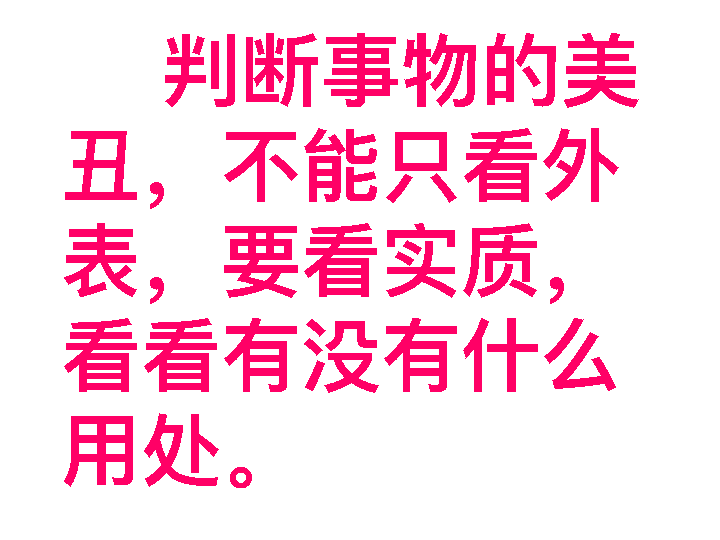 判断事物的美
丑，不能只看外
表，要看实质，
看看有没有什么
用处。